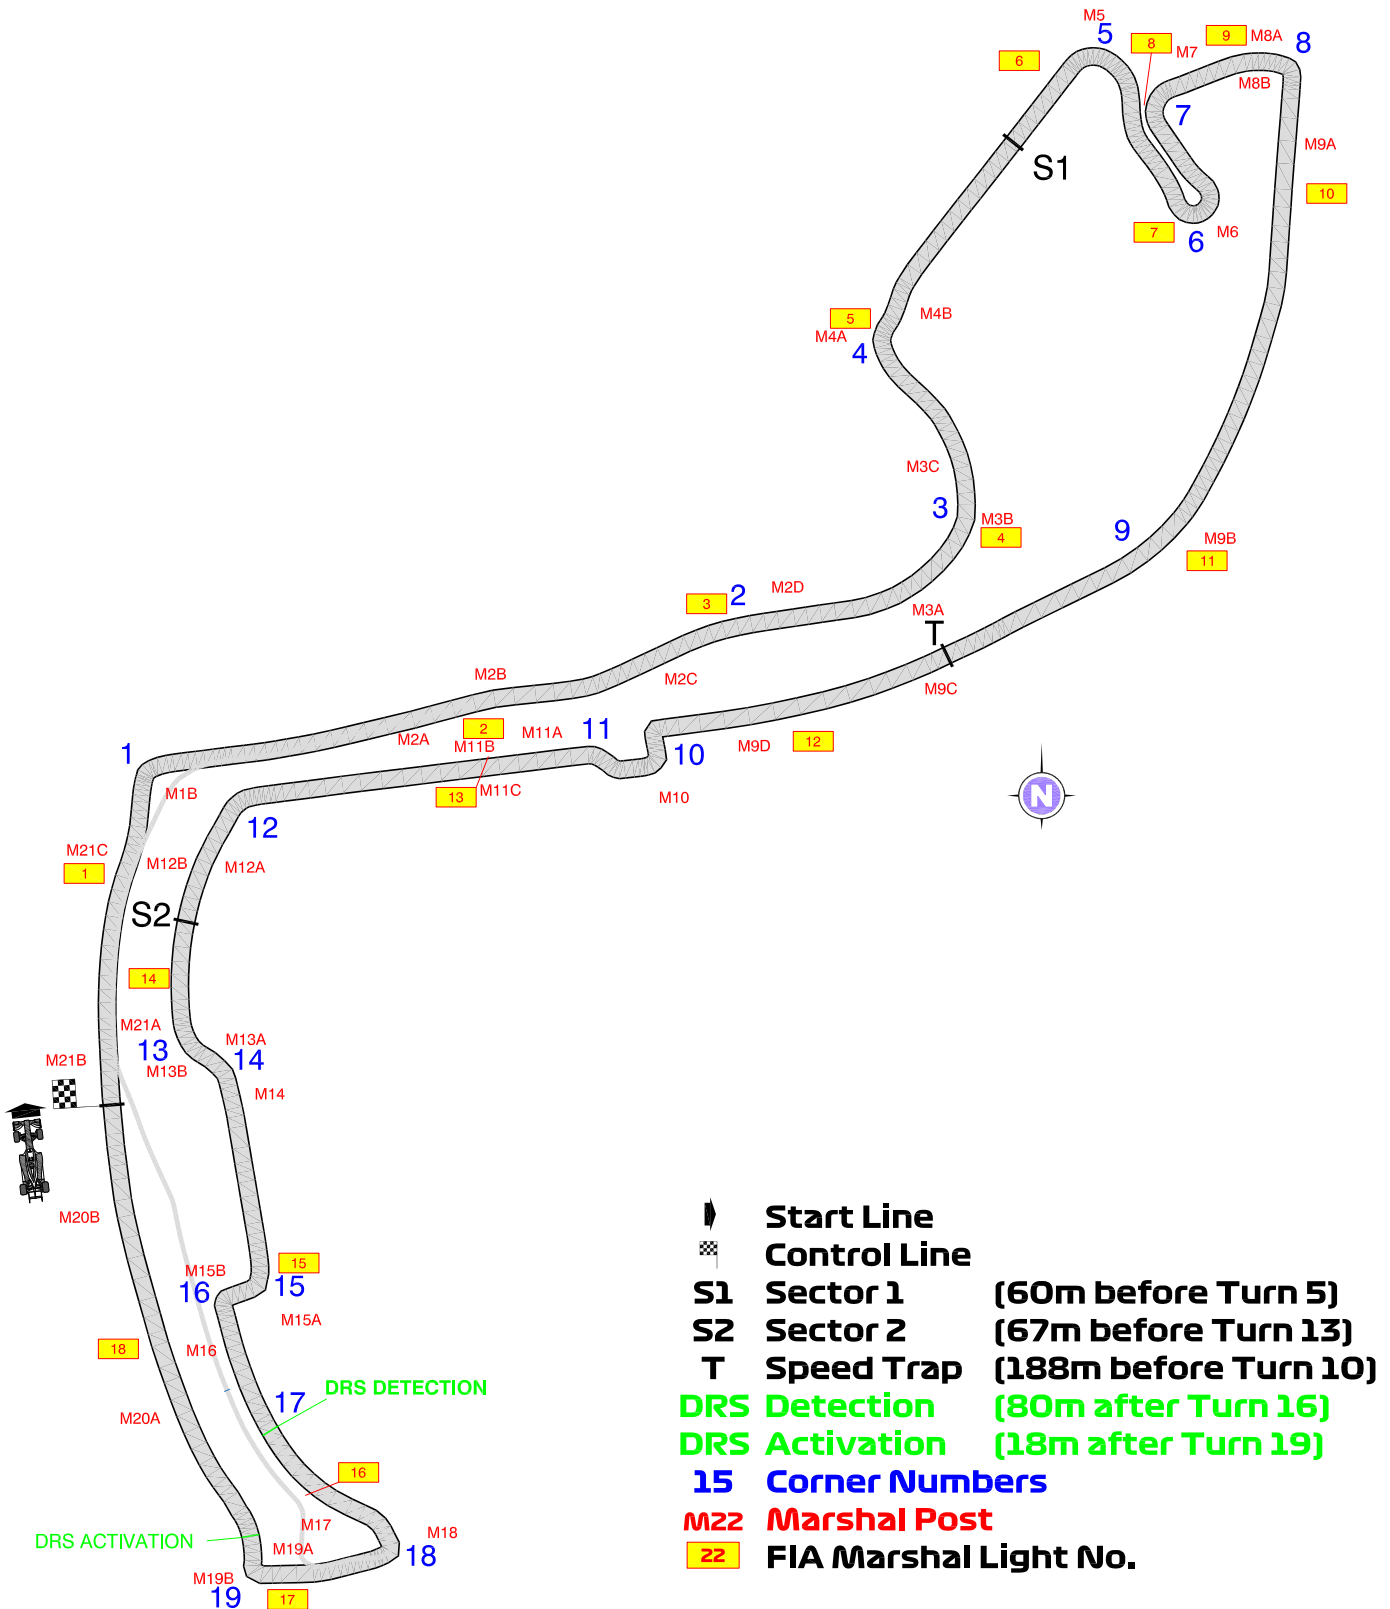 M5
5
8
M7
9
M8A
8
6
M8B
7
M9A
S1
10
7
M6
6
5
M4B
M4A
4
M3C
3
M3B
4
9
M9B
11
M2D
3
2
M3A
T
M2B
M2C
M9C
2
M11A
11
M2A
M11B
M9D
12
10
1
M1B
13
M11C
M10
N
12
M21C
M12B
M12A
1
S2
14
M21A
M13A
13
14
M21B
M13B
M14
M20B
15
M15B
16
15
M15A
18
M16
DRS DETECTION
17
M20A
16
M17
M18
DRS ACTIVATION
M19A
18
M19B
19
17
Start Line
Control Line
S1 Sector 1 (60m before Turn 5)
S2 Sector 2 (67m before Turn 13)
T Speed Trap (188m before Turn 10)
DRS Detection (80m after Turn 16)
DRS Activation (18m after Turn 19)
15 Corner Numbers
M22 Marshal Post
22 FIA Marshal Light No.